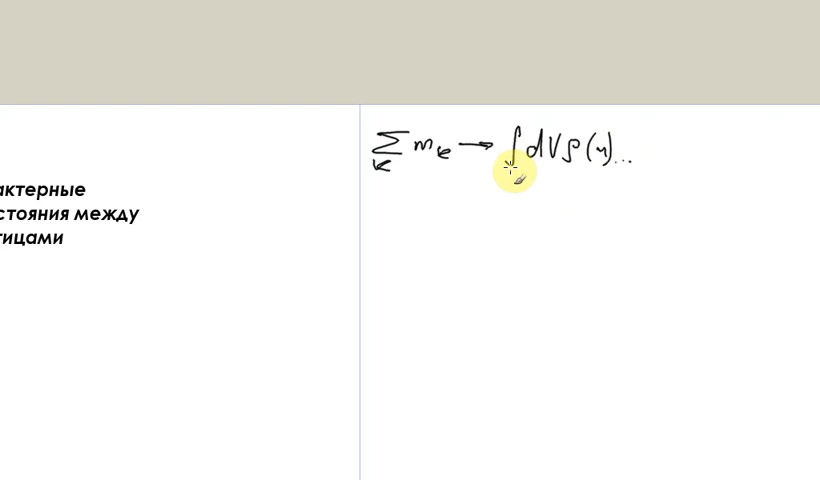 актерные
стояния между
тицами
∑ m_k → ∫ dV ρ(r)...
k